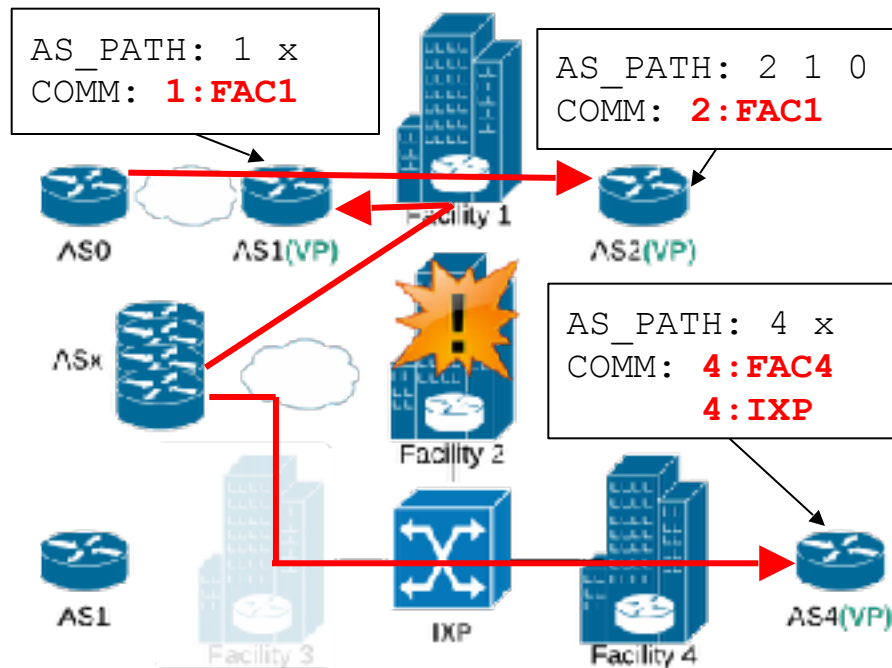 AS_PATH: 1 x
COMM: 1:FAC1
AS_PATH: 2 1 0
COMM: 2:FAC1
AS0
AS1(VP)
Facility 1
AS2(VP)
ASx
!
Facility 2
AS_PATH: 4 x
COMM: 4:FAC4
4:IXP
AS1
Facility 3
IXP
Facility 4
AS4(VP)